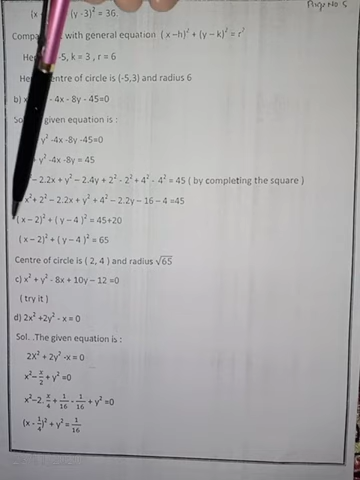 Page No 5
(x (y -3)² = 36.
Compa with general equation (x–h)² + (y – k)² = r²
He -5, k = 3 , r = 6
He entre of circle is (-5,3) and radius 6
b) x - 4x - 8y - 45=0
So given equation is :
y² -4x -8y -45=0
+ y² -4x -8y = 45
- 2.2x + y² – 2.4y + 2² - 2² + 4² - 4² = 45 ( by completing the square )
x²+ 2² – 2.2x + y² + 4² – 2.2y – 16 – 4 =45
(x – 2)² + ( y – 4 )² = 45+20
(x – 2)² + ( y – 4 )² = 65
Centre of circle is ( 2, 4 ) and radius √65
c) x² + y² - 8x + 10y – 12 =0
( try it )
d) 2x² +2y² - x = 0
Sol. .The given equation is :
2X² + 2y² -x = 0
x²– x/2 + y² =0
x²–2. x/4 + 1/16 - 1/16 + y² =0
(x - 1/4)² + y² = 1/16